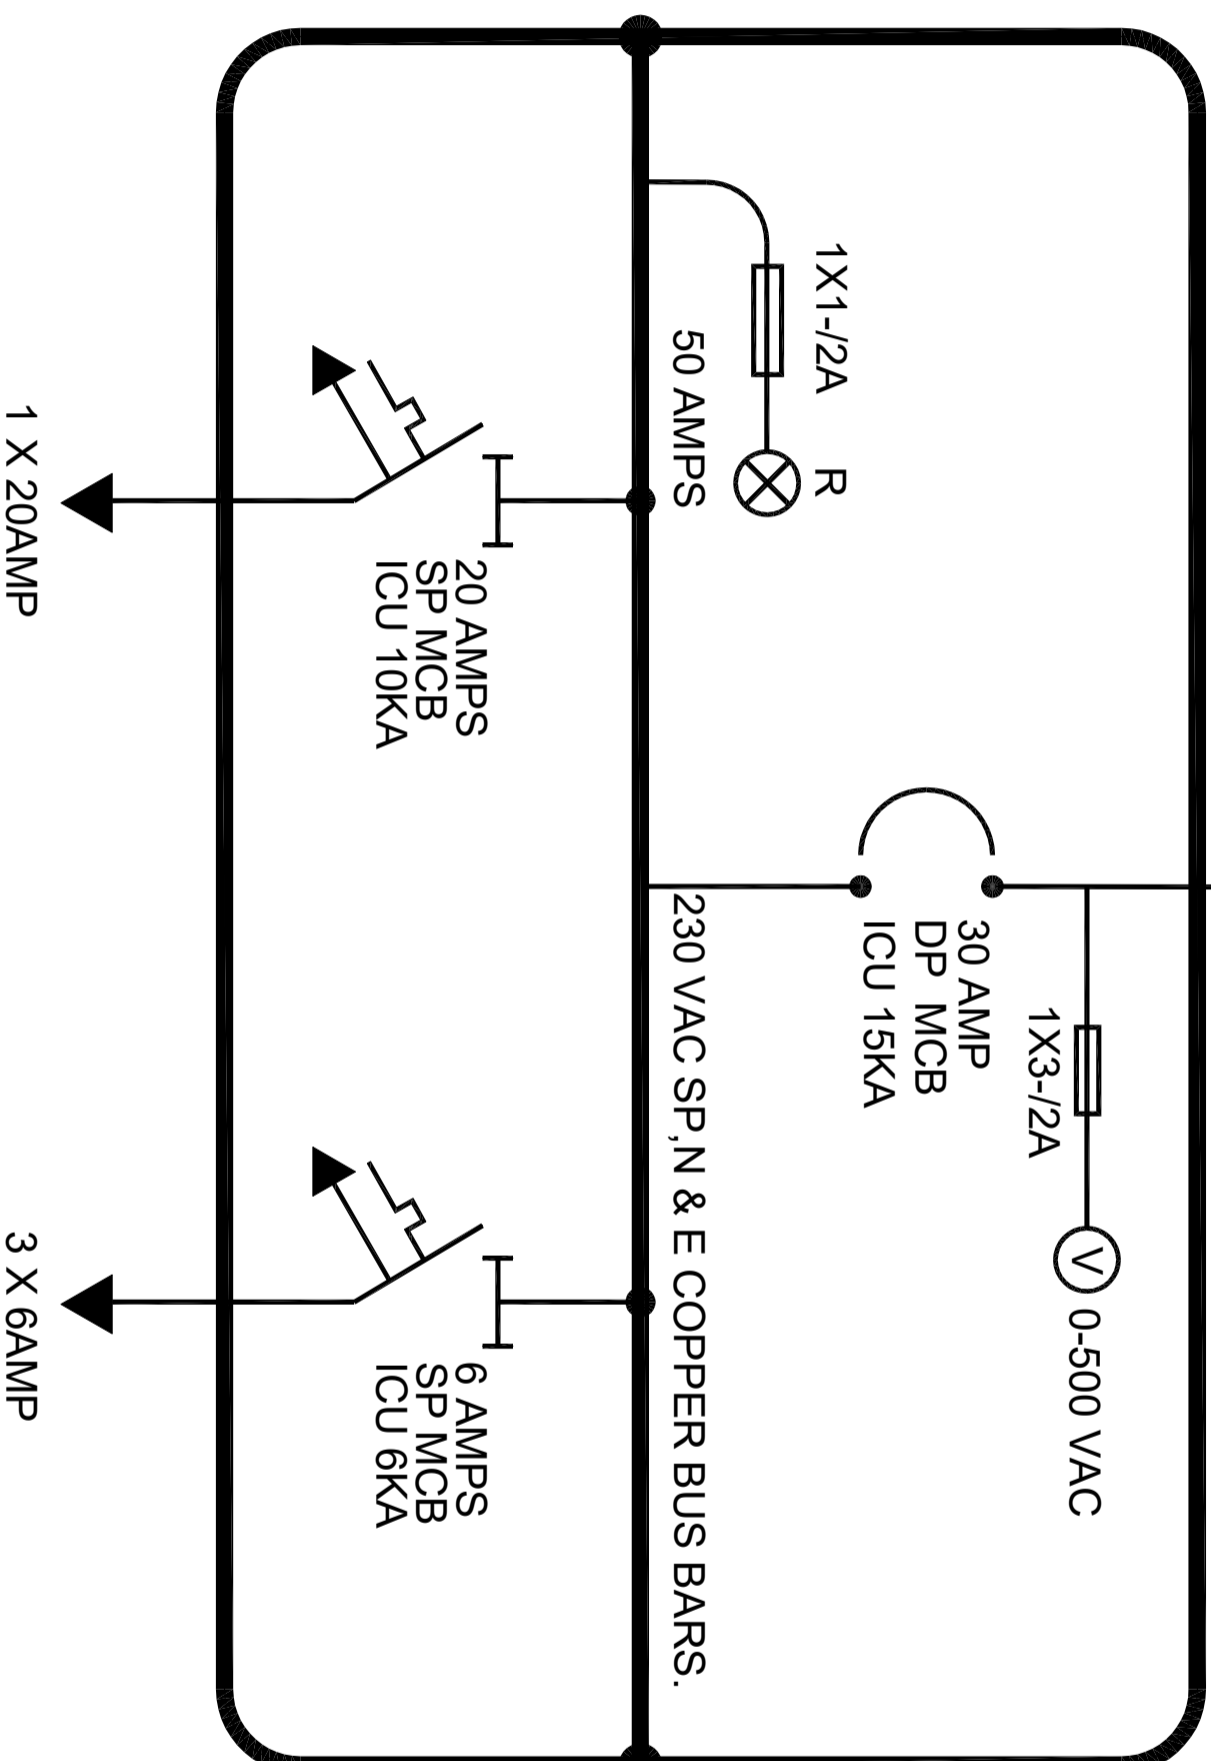 1X3-/2A
0-500 VAC
30 AMP
DP MCB
ICU 15KA
1X1-/2A
R
V
50 AMPS
230 VAC SP,N & E COPPER BUS BARS.
20 AMPS
SP MCB
ICU 10KA
6 AMPS
SP MCB
ICU 6KA
1 X 20AMP
3 X 6AMP